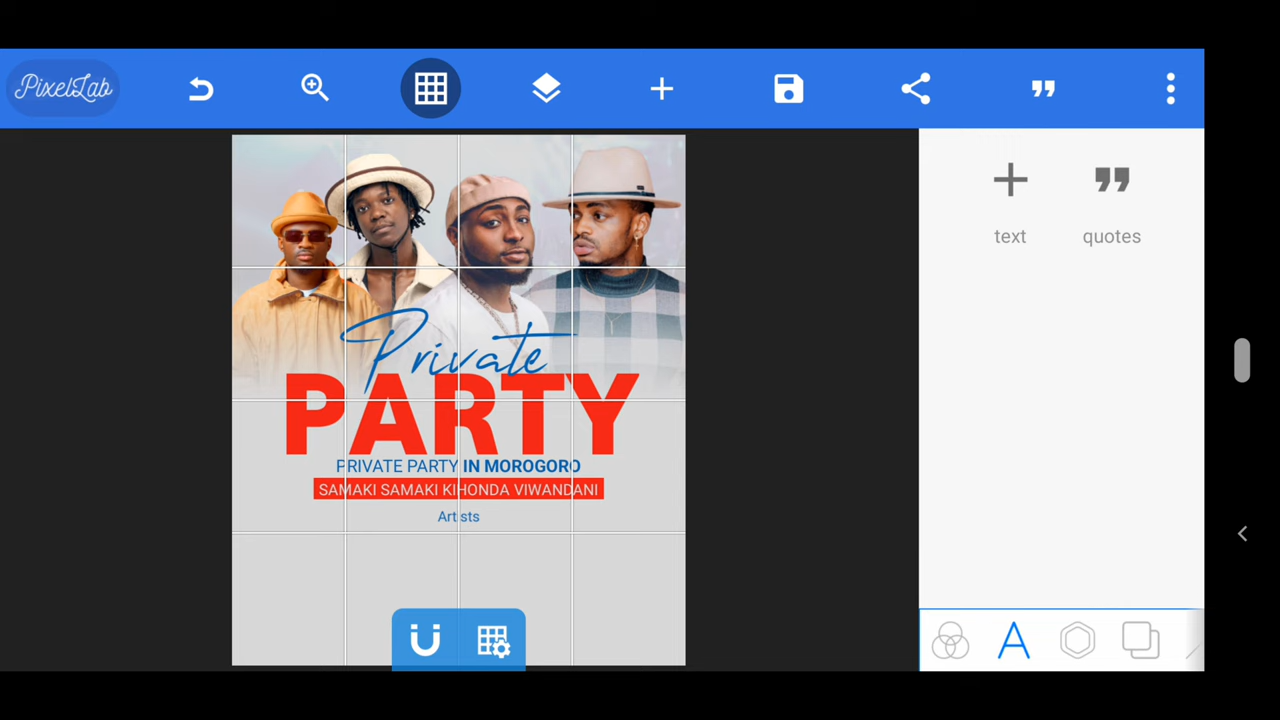 PixelLab
text
quotes
Private
PARTY
PRIVATE PARTY IN MOROGORO
SAMAKI SAMAKI KIHONDA VIWANDANI
Artists